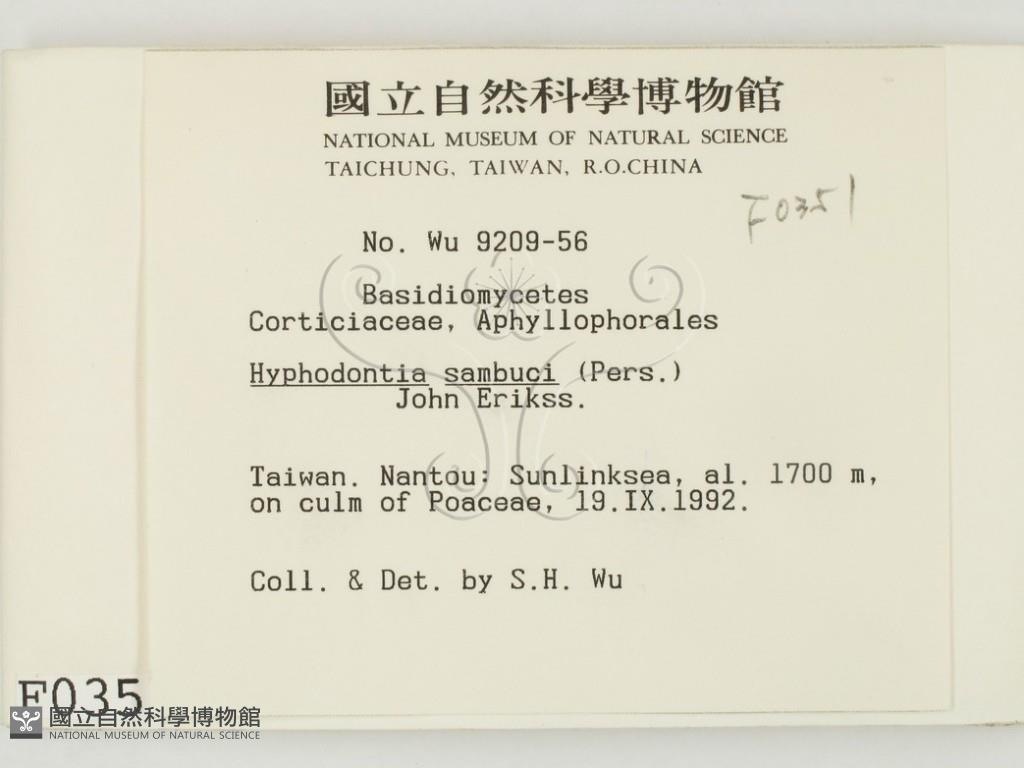 國立自然科學博物館
NATIONAL MUSEUM OF NATURAL SCIENCE
TAICHUNG, TAIWAN, R.O.CHINA
F0351
No. Wu 9209-56
Basidiomycetes
Corticiaceae, Aphyllophorales
Hyphodontia sambuci (Pers.)
John Erikss.
Taiwan. Nantou: Sunlinksea, al. 1700 m,
on culm of Poaceae, 19.IX.1992.
Coll. & Det. by S.H. Wu
F035
國立自然科學博物館
NATIONAL MUSEUM OF NATURAL SCIENCE